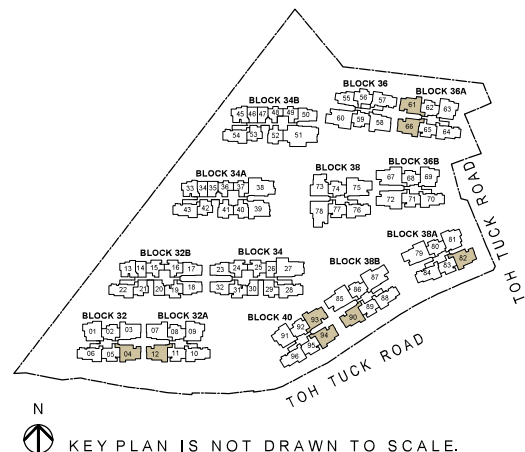 BLOCK 36
BLOCK 36A
55 56 57
61 62 63
60 59 58
66 65 64
BLOCK 34B
45 46 47 48 49 50
54 53 52 51
BLOCK 34A
33 34 35 36 37 38
43 42 41 40 39
BLOCK 38
73 74 75
78 77 76
BLOCK 36B
67 68 69
72 71 70
TOH TUCK ROAD
BLOCK 38A
79 80 81
84 83 82
BLOCK 32B
13 14 15 16 17
22 21 20 19 18
BLOCK 34
23 24 25 26 27
32 31 30 29 28
BLOCK 38B
85 86 87
90 89 88
BLOCK 32
01 02 03
06 05 04
BLOCK 32A
07 08 09
12 11 10
BLOCK 40
91 92 93
96 95 94
TOH TUCK ROAD
N
KEY PLAN IS NOT DRAWN TO SCALE.